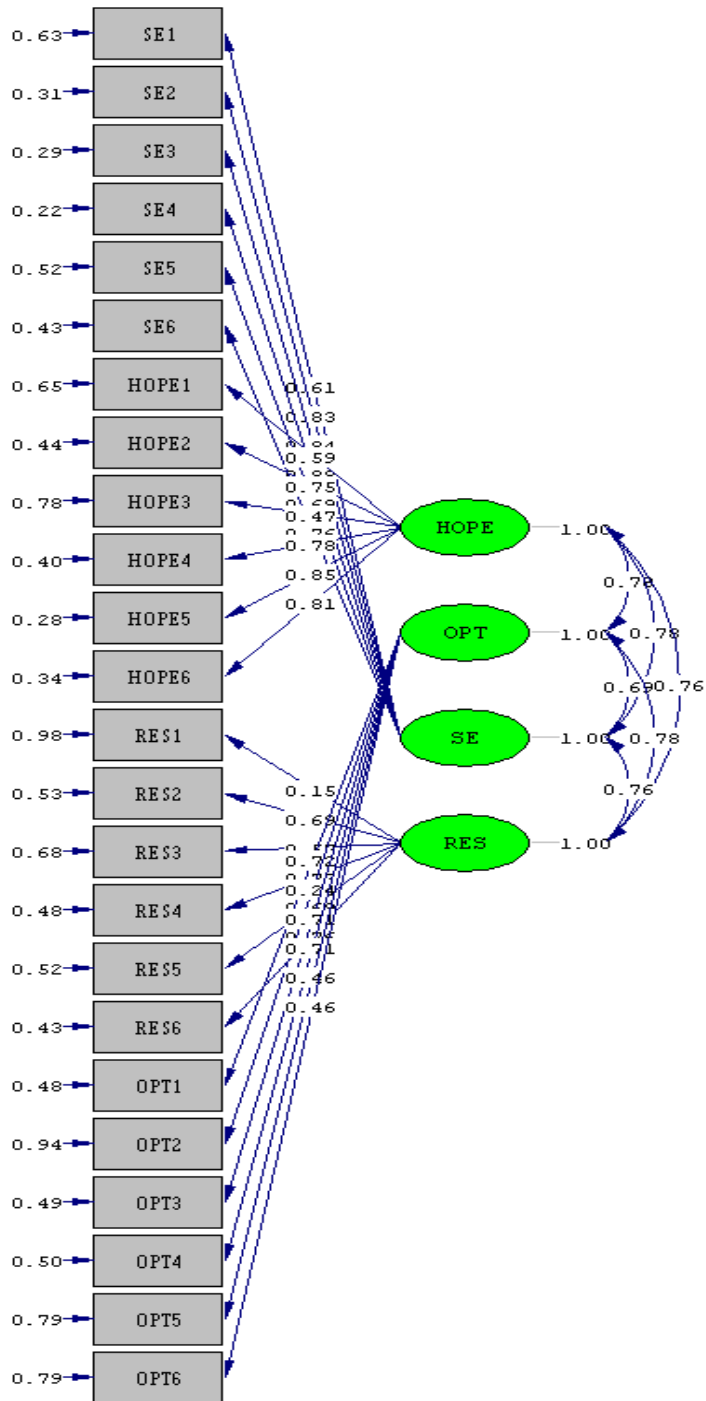 0.63 SE1
0.31 SE2
0.29 SE3
0.22 SE4
0.52 SE5
0.43 SE6
0.65 HOPE1
0.61
0.83
0.44 HOPE2
0.59
0.75
0.78 HOPE3
0.47
0.78
0.40 HOPE4
0.85
0.28 HOPE5
0.81
0.34 HOPE6
HOPE 1.00
OPT 1.00
0.78
0.69
0.76
SE 1.00
0.78
0.76
0.98 RES1
0.15
0.53 RES2
0.69
RES 1.00
0.68 RES3
0.72
0.24
0.48 RES4
0.71
0.71
0.52 RES5
0.46
0.46
0.43 RES6
0.48 OPT1
0.94 OPT2
0.49 OPT3
0.50 OPT4
0.79 OPT5
0.79 OPT6